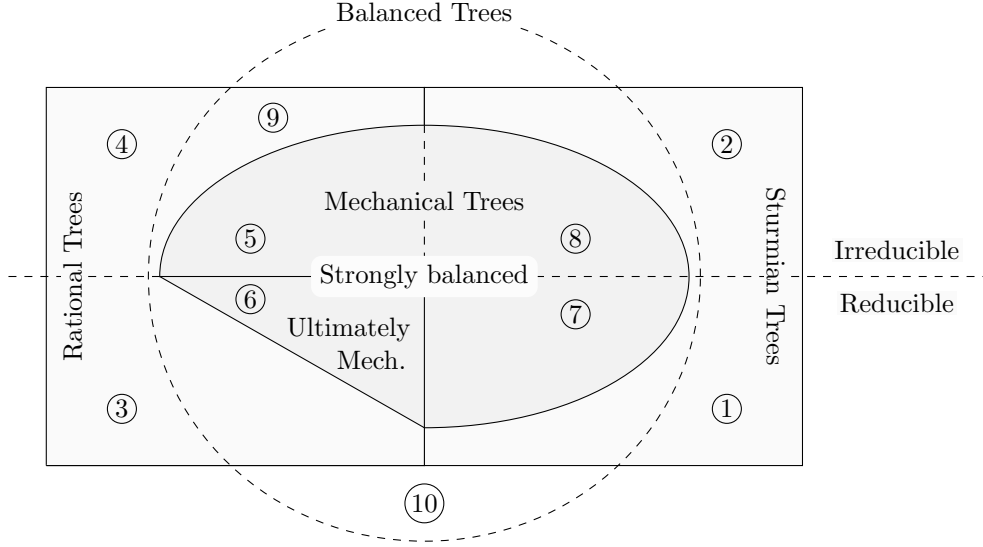 Balanced Trees
9
4
2
Mechanical Trees
Rational Trees
Sturmian Trees
5
8
Irreducible
Strongly balanced
6
Reducible
7
Ultimately
Mech.
3
1
10